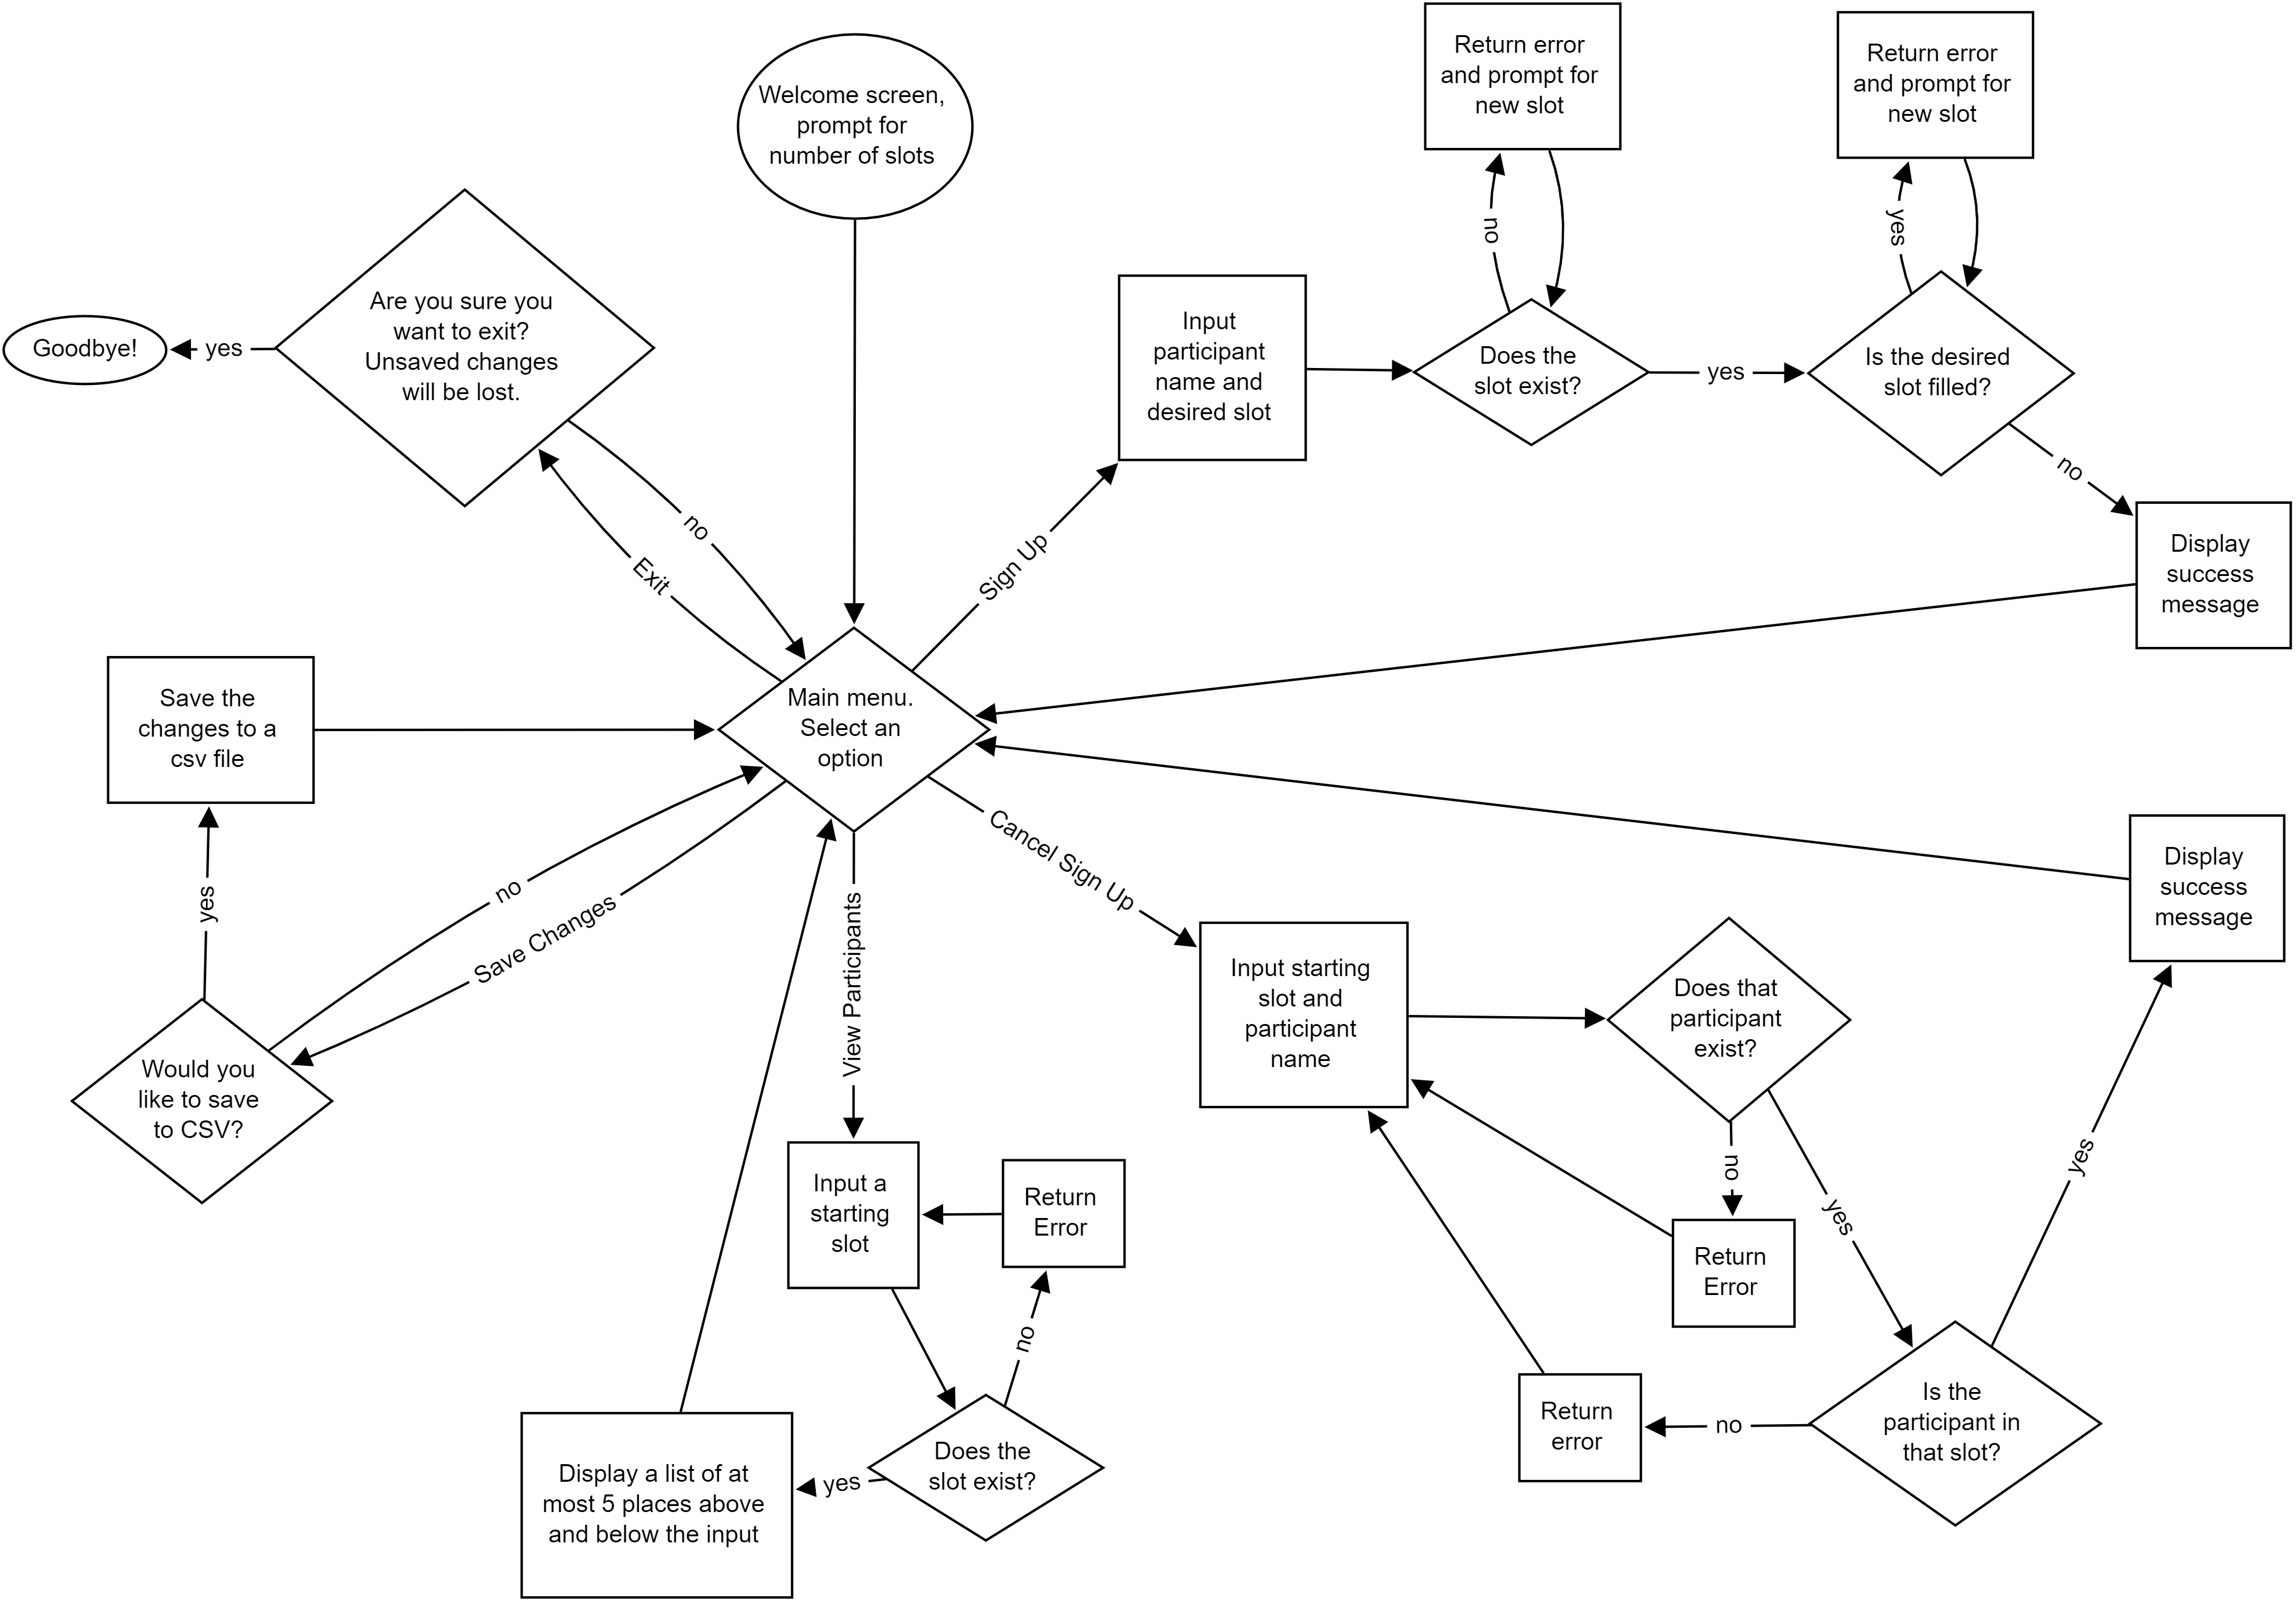 Welcome screen,
prompt for
number of slots
Return error
and prompt for
new slot
Return error
and prompt for
new slot
Are you sure you
want to exit?
Unsaved changes
will be lost.
Goodbye!
yes
no
Exit
Input
participant
name and
desired slot
no
Does the
slot exist?
yes
yes
Is the desired
slot filled?
no
Display
success
message
Sign Up
Main menu.
Select an
option
Save the
changes to a
csv file
yes
no
Save Changes
Would you
like to save
to CSV?
View Participants
Cancel Sign Up
Input starting
slot and
participant
name
Does that
participant
exist?
Display
success
message
no
yes
yes
Return
Error
Is the
participant in
that slot?
no
Return
error
Input a
starting
slot
Return
Error
no
Does the
slot exist?
yes
Display a list of at
most 5 places above
and below the input